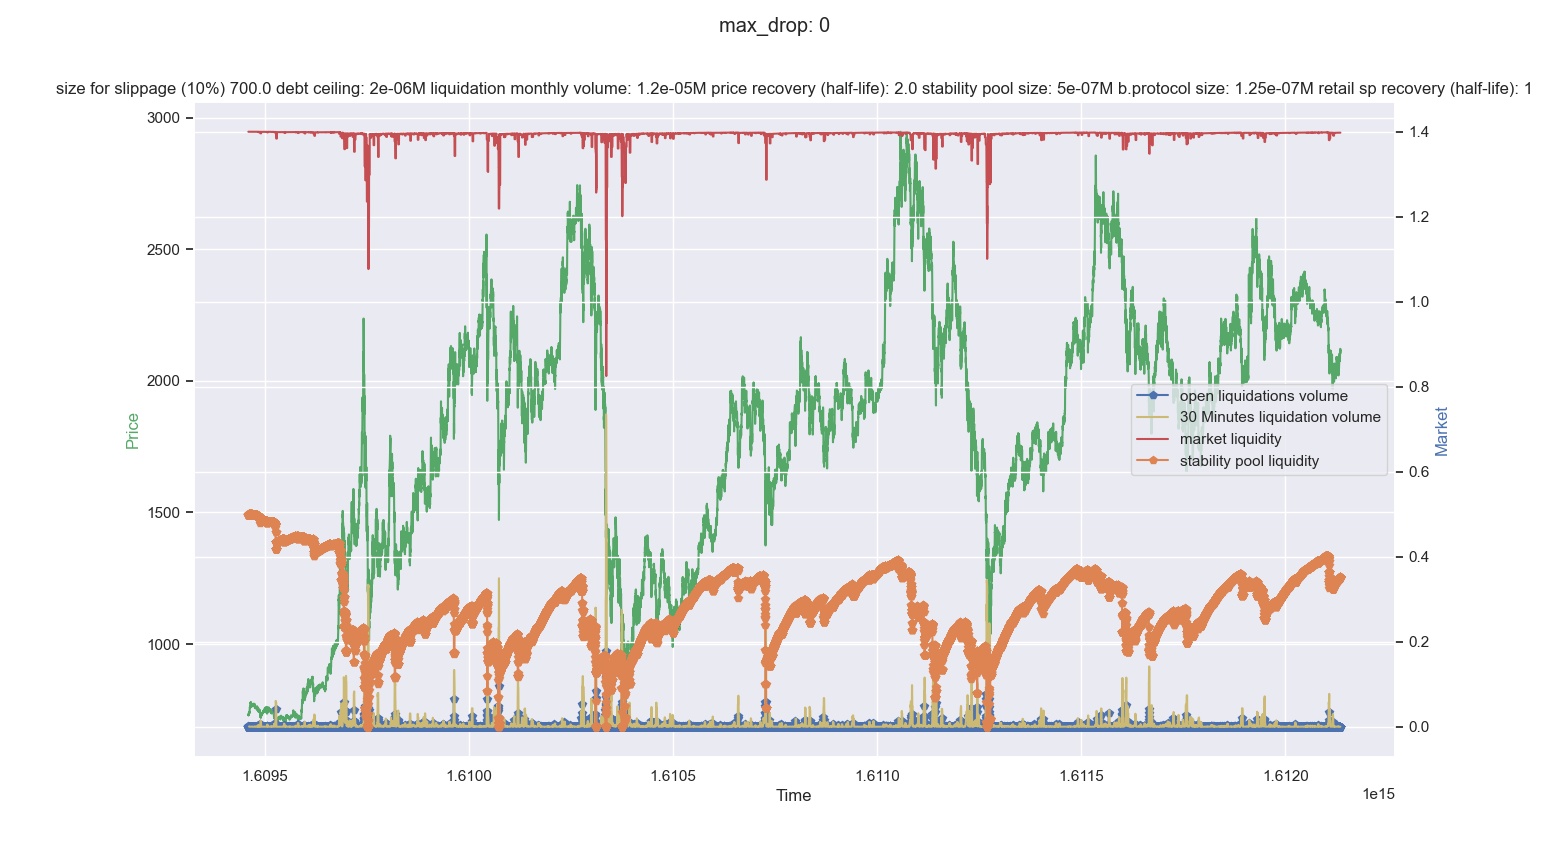 max_drop: 0
size for slippage (10%) 700.0 debt ceiling: 2e-06M liquidation monthly volume: 1.2e-05M price recovery (half-life): 2.0 stability pool size: 5e-07M b.protocol size: 1.25e-07M retail sp recovery (half-life): 1
3000
2500
2000
1500
1000
Price
1.4
1.2
1.0
0.8
0.6
0.4
0.2
0.0
Market
open liquidations volume
30 Minutes liquidation volume
market liquidity
stability pool liquidity
1.6095 1.6100 1.6105 1.6110 1.6115 1.6120
Time
1e15